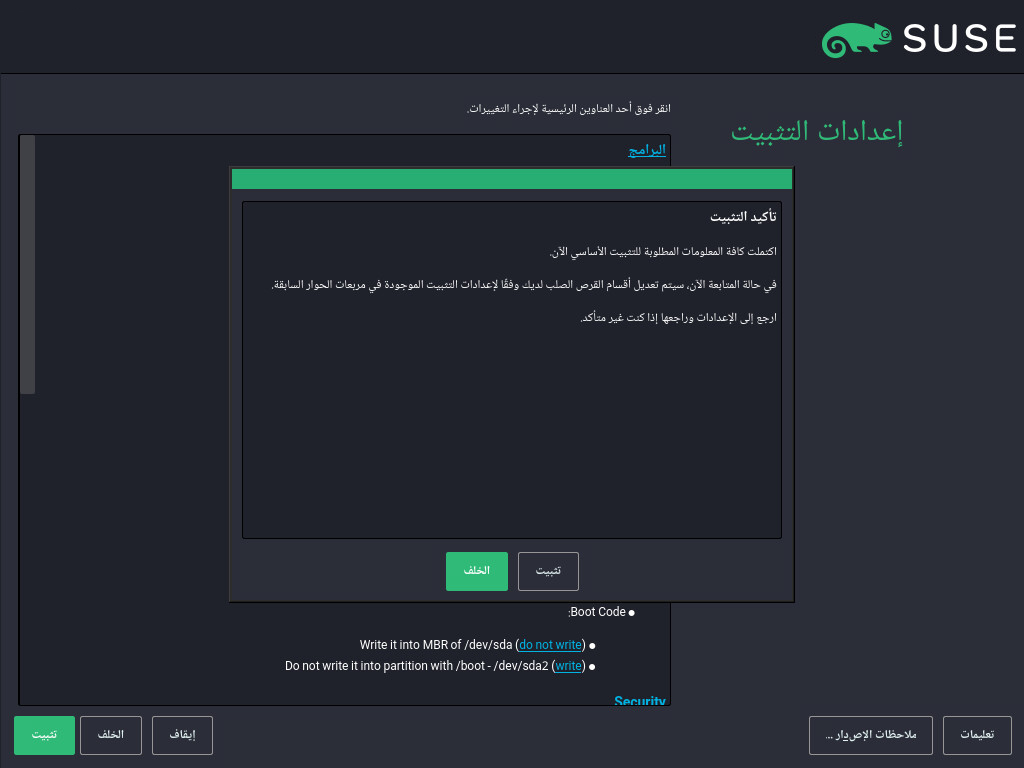 SUSE
إعدادات التثبيت
انقر فوق أحد العناوين الرئيسية لإجراء التغييرات.
البرامج
تأكيد التثبيت
اكتملت كافة المعلومات المطلوبة للتثبيت الأساسي الآن.
في حالة المتابعة الآن، سيتم تعديل أقسام القرص الصلب لديك وفقًا لإعدادات التثبيت الموجودة في مربعات الحوار السابقة.
ارجع إلى الإعدادات وراجعها إذا كنت غير متأكد.
تثبيت
الخلف
● Boot Code:
● Write it into MBR of /dev/sda (do not write)
● Do not write it into partition with /boot - /dev/sda2 (write)
Security
تعليمات
ملاحظات الإصدار ...
إيقاف
الخلف
تثبيت